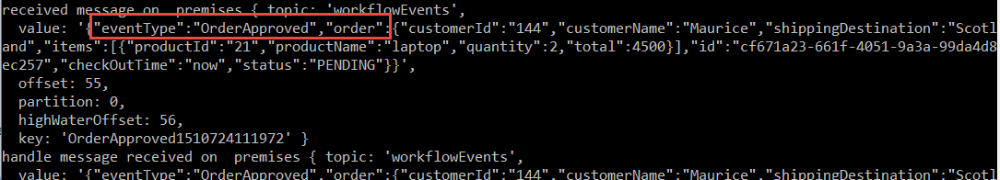 received message on  premises { topic: 'workflowEvents',
  value: '{"eventType":"OrderApproved","order":{"customerId":"144","customerName":"Maurice","shippingDestination":"Scotl
and","items":[{"productId":"21","productName":"laptop","quantity":2,"total":4500}],"id":"cf671a23-661f-4051-9a3a-99da4d8
ec257","checkOutTime":"now","status":"PENDING"}}',
  offset: 55,
  partition: 0,
  highWaterOffset: 56,
  key: 'OrderApproved1510724111972' }
handle message received on  premises { topic: 'workflowEvents',
  value: '{"eventType":"OrderApproved","order":{"customerId":"144","customerName":"Maurice","shippingDestination":"Scotl